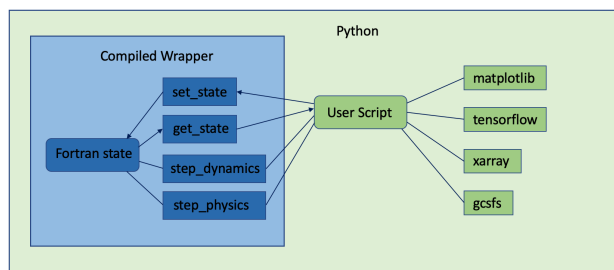 Python
Compiled Wrapper
set_state
get_state
Fortran state
step_dynamics
step_physics
User Script
matplotlib
tensorflow
xarray
gcsfs